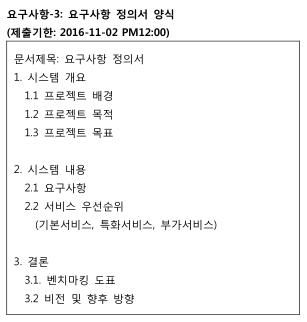 요구사항-3: 요구사항 정의서 양식
(제출기한: 2016-11-02 PM12:00)
문서제목: 요구사항 정의서
1. 시스템 개요
1.1 프로젝트 배경
1.2 프로젝트 목적
1.3 프로젝트 목표
2. 시스템 내용
2.1 요구사항
2.2 서비스 우선순위
(기본서비스, 특화서비스, 부가서비스)
3. 결론
3.1. 벤치마킹 도표
3.2 비전 및 향후 방향